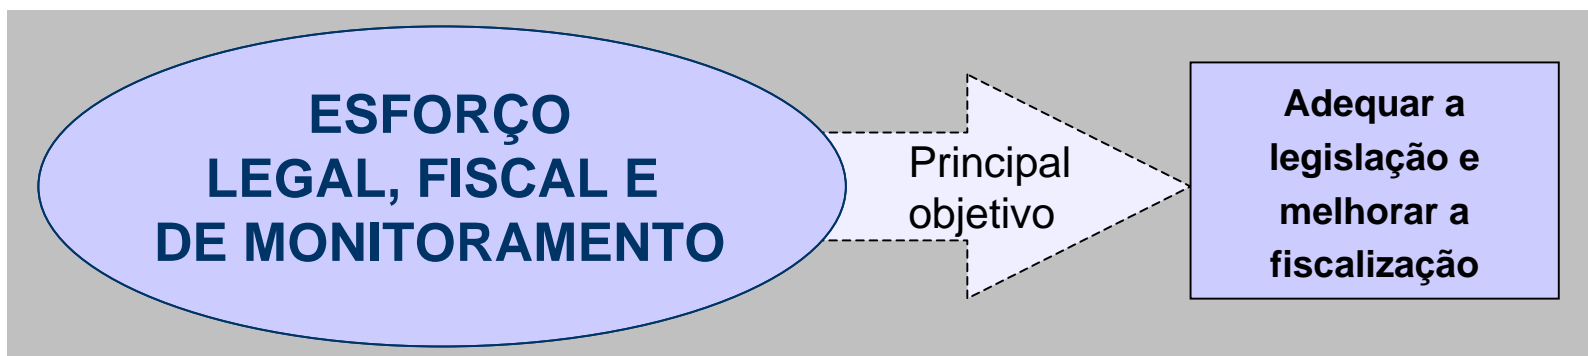 ESFORÇO
LEGAL, FISCAL E
DE MONITORAMENTO
Principal
objetivo
Adequar a
legislação e
melhorar a
fiscalização